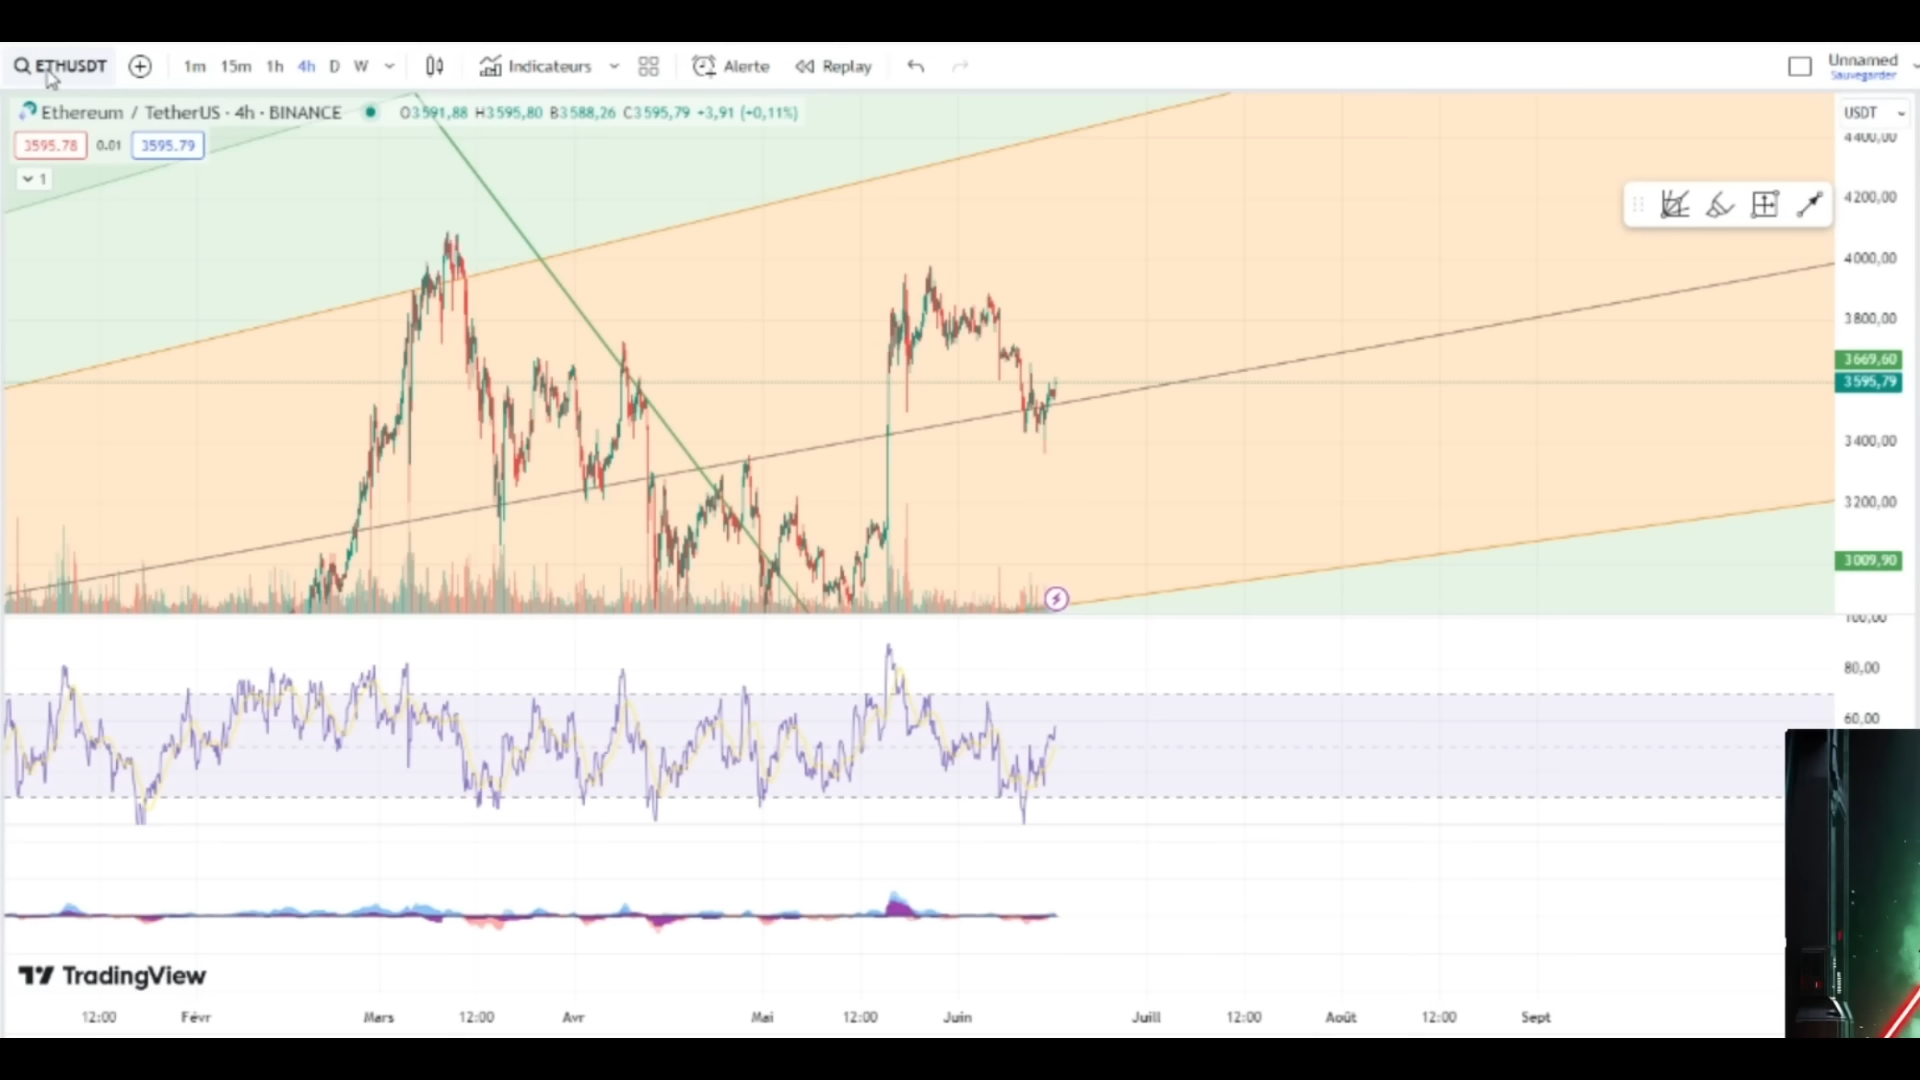 ETHUSDT 1m 15m 1h 4h D W Indicateurs Alerte Replay Unnamed
Sauvegarder
Ethereum / TetherUS · 4h · BINANCE O3591,88 H3595,80 B3588,26 C3595,79 +3,91 (+0,11%) USDT
3595.78 0.01 3595.79
1
4400,00
4200,00
4000,00
3800,00
3669,60
3595,79
3400,00
3200,00
3009,90
100,00
80,00
60,00
TradingView
12:00 Févr Mars 12:00 Avr Mai 12:00 Juin Juill 12:00 Août 12:00 Sept